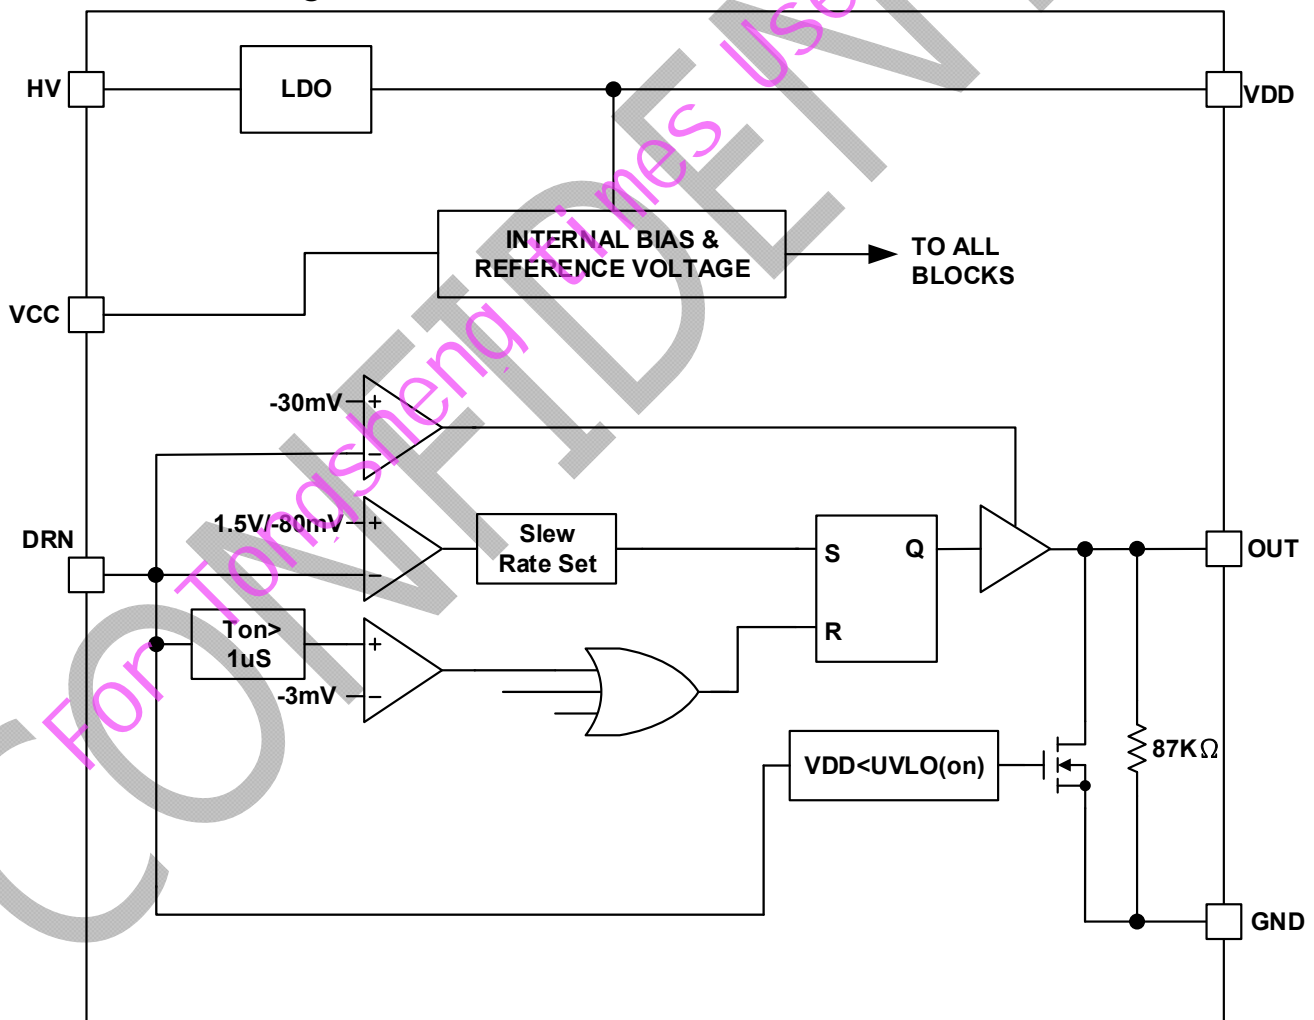 HV
LDO
VDD
INTERNAL BIAS &
REFERENCE VOLTAGE
TO ALL
BLOCKS
VCC
-30mV
+
−
1.5V/-80mV
+
−
Slew
Rate Set
DRN
S
Q
R
OUT
Ton>
1uS
+
-3mV
−
VDD<UVLO(on)
87KΩ
GND
For Tongsheng times use
CONFIDEN